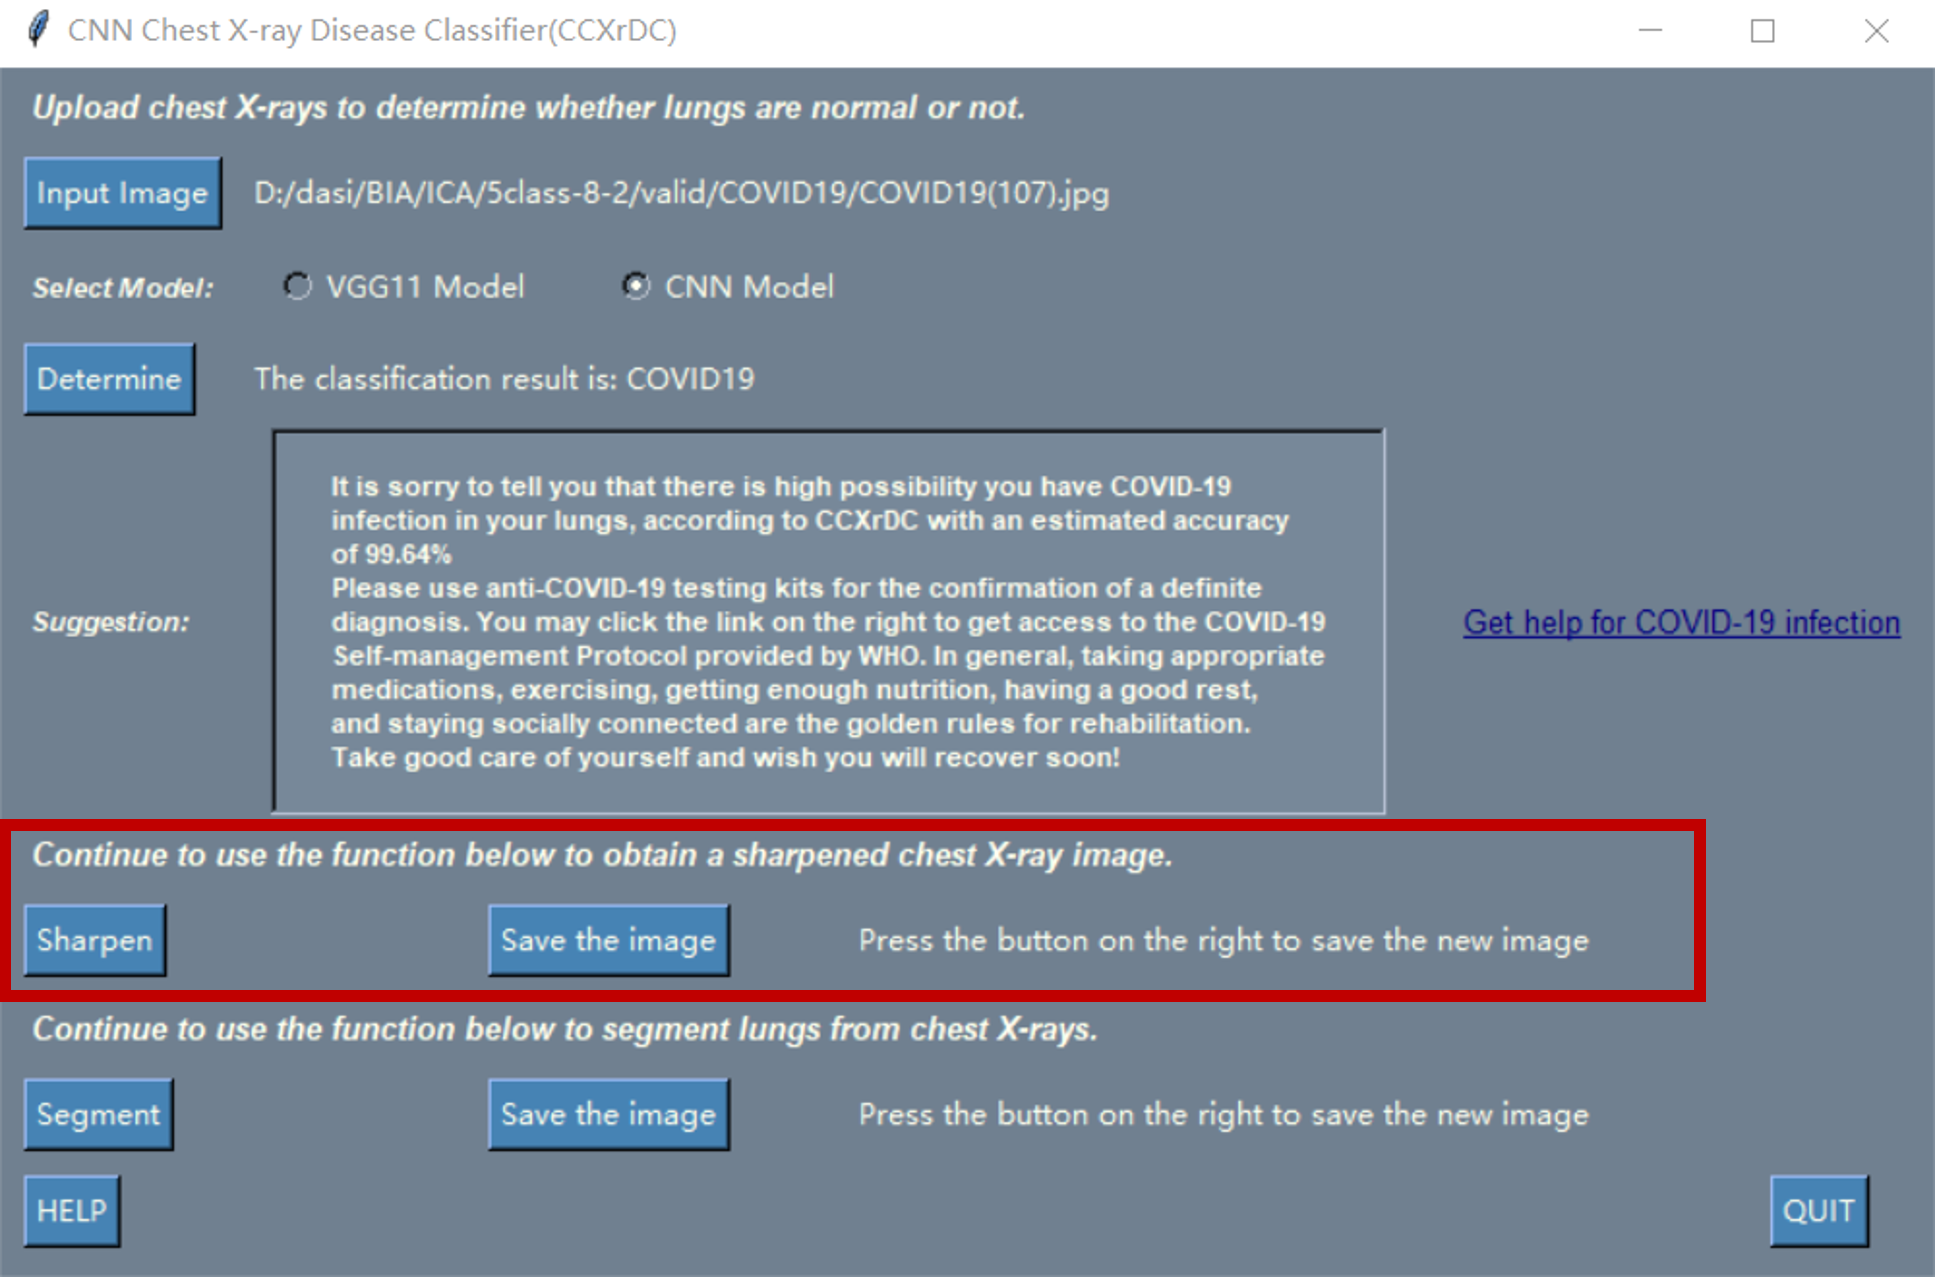 CNN Chest X-ray Disease Classifier(CCXrDC)
Upload chest X-rays to determine whether lungs are normal or not.
Input Image D:/dasi/BIA/ICA/5class-8-2/valid/COVID19/COVID19(107).jpg
Select Model: VGG11 Model CNN Model
Determine The classification result is: COVID19
It is sorry to tell you that there is high possibility you have COVID-19
infection in your lungs, according to CCXrDC with an estimated accuracy
of 99.64%
Please use anti-COVID-19 testing kits for the confirmation of a definite
Suggestion: diagnosis. You may click the link on the right to get access to the COVID-19 Get help for COVID-19 infection
Self-management Protocol provided by WHO. In general, taking appropriate
medications, exercising, getting enough nutrition, having a good rest,
and staying socially connected are the golden rules for rehabilitation.
Take good care of yourself and wish you will recover soon!
Continue to use the function below to obtain a sharpened chest X-ray image.
Sharpen Save the image Press the button on the right to save the new image
Continue to use the function below to segment lungs from chest X-rays.
Segment Save the image Press the button on the right to save the new image
HELP QUIT